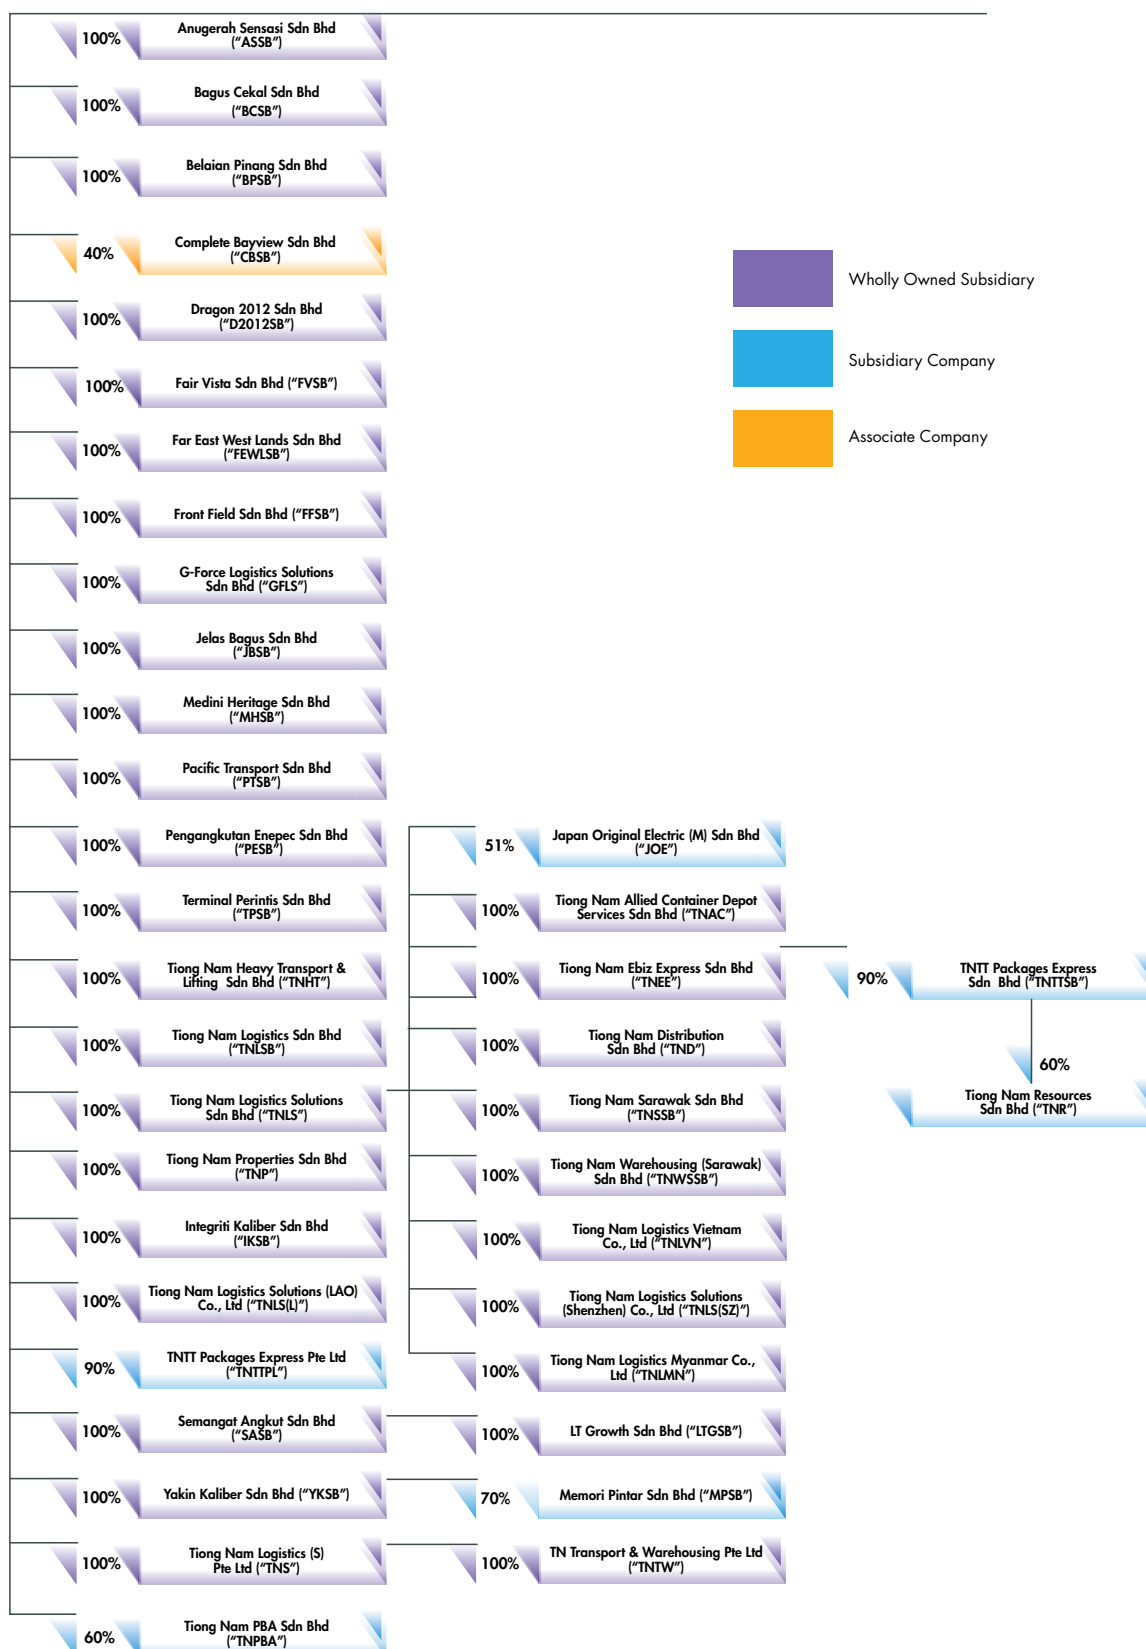 100%
Anugerah Sensasi Sdn Bhd
(“ASSB”)
100%
Bagus Cekal Sdn Bhd
(“BCSB”)
100%
Belaian Pinang Sdn Bhd
(“BPSB”)
40%
Complete Bayview Sdn Bhd
(“CBSB”)
100%
Dragon 2012 Sdn Bhd
(“D2012SB”)
100%
Fair Vista Sdn Bhd (“FVSB”)
100%
Far East West Lands Sdn Bhd
(“FEWLSB”)
100%
Front Field Sdn Bhd (“FFSB”)
100%
G-Force Logistics Solutions
Sdn Bhd (“GFLS”)
100%
Jelas Bagus Sdn Bhd
(“JBSB”)
100%
Medini Heritage Sdn Bhd
(“MHSB”)
100%
Pacific Transport Sdn Bhd
(“PTSB”)
100%
Pengangkutan Enepec Sdn Bhd
(“PESB”)
100%
Terminal Perintis Sdn Bhd
(“TPSB”)
100%
Tiong Nam Heavy Transport &
Lifting Sdn Bhd (“TNHT”)
100%
Tiong Nam Logistics Sdn Bhd
(“TNLSB”)
100%
Tiong Nam Logistics Solutions
Sdn Bhd (“TNLS”)
100%
Tiong Nam Properties Sdn Bhd
(“TNP”)
100%
Integriti Kaliber Sdn Bhd
(“IKSB”)
100%
Tiong Nam Logistics Solutions (LAO)
Co., Ltd (“TNLS(L)”)
90%
TNTT Packages Express Pte Ltd
(“TNTTPL”)
100%
Semangat Angkut Sdn Bhd
(“SASB”)
100%
Yakin Kaliber Sdn Bhd (“YKSB”)
100%
Tiong Nam Logistics (S)
Pte Ltd (“TNS”)
60%
Tiong Nam PBA Sdn Bhd
(“TNPBA”)
51%
Japan Original Electric (M) Sdn Bhd
(“JOE”)
100%
Tiong Nam Allied Container Depot
Services Sdn Bhd (“TNAC”)
100%
Tiong Nam Ebiz Express Sdn Bhd
(“TNEE”)
100%
Tiong Nam Distribution
Sdn Bhd (“TND”)
100%
Tiong Nam Sarawak Sdn Bhd
(“TNSSB”)
100%
Tiong Nam Warehousing (Sarawak)
Sdn Bhd (“TNWSSB”)
100%
Tiong Nam Logistics Vietnam
Co., Ltd (“TNLVN”)
100%
Tiong Nam Logistics Solutions
(Shenzhen) Co., Ltd (“TNLS(SZ)”)
100%
Tiong Nam Logistics Myanmar Co.,
Ltd (“TNLMN”)
100%
LT Growth Sdn Bhd (“LTGSB”)
70%
Memori Pintar Sdn Bhd (“MPSB”)
100%
TN Transport & Warehousing Pte Ltd
(“TNTW”)
90%
TNTT Packages Express
Sdn Bhd (“TNTTSB”)
60%
Tiong Nam Resources
Sdn Bhd (“TNR”)
Wholly Owned Subsidiary
Subsidiary Company
Associate Company